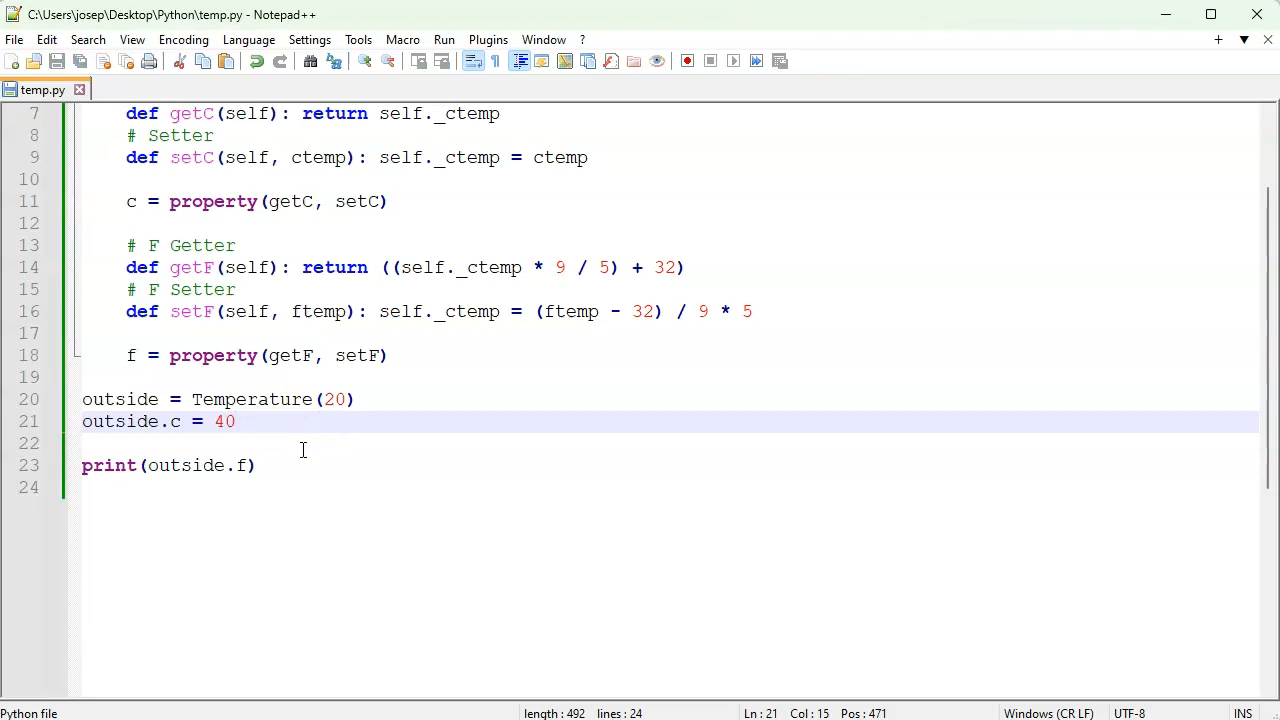 C:\Users\josep\Desktop\Python\temp.py - Notepad++
File Edit Search View Encoding Language Settings Tools Macro Run Plugins Window ?
temp.py
7 def getC(self): return self._ctemp
8 # Setter
9 def setC(self, ctemp): self._ctemp = ctemp
10
11 c = property(getC, setC)
12
13 # F Getter
14 def getF(self): return ((self._ctemp * 9 / 5) + 32)
15 # F Setter
16 def setF(self, ftemp): self._ctemp = (ftemp - 32) / 9 * 5
17
18 f = property(getF, setF)
19
20 outside = Temperature(20)
21 outside.c = 40
22
23 print(outside.f)
24
Python file length : 492 lines : 24 Ln : 21 Col : 15 Pos : 471 Windows (CR LF) UTF-8 INS